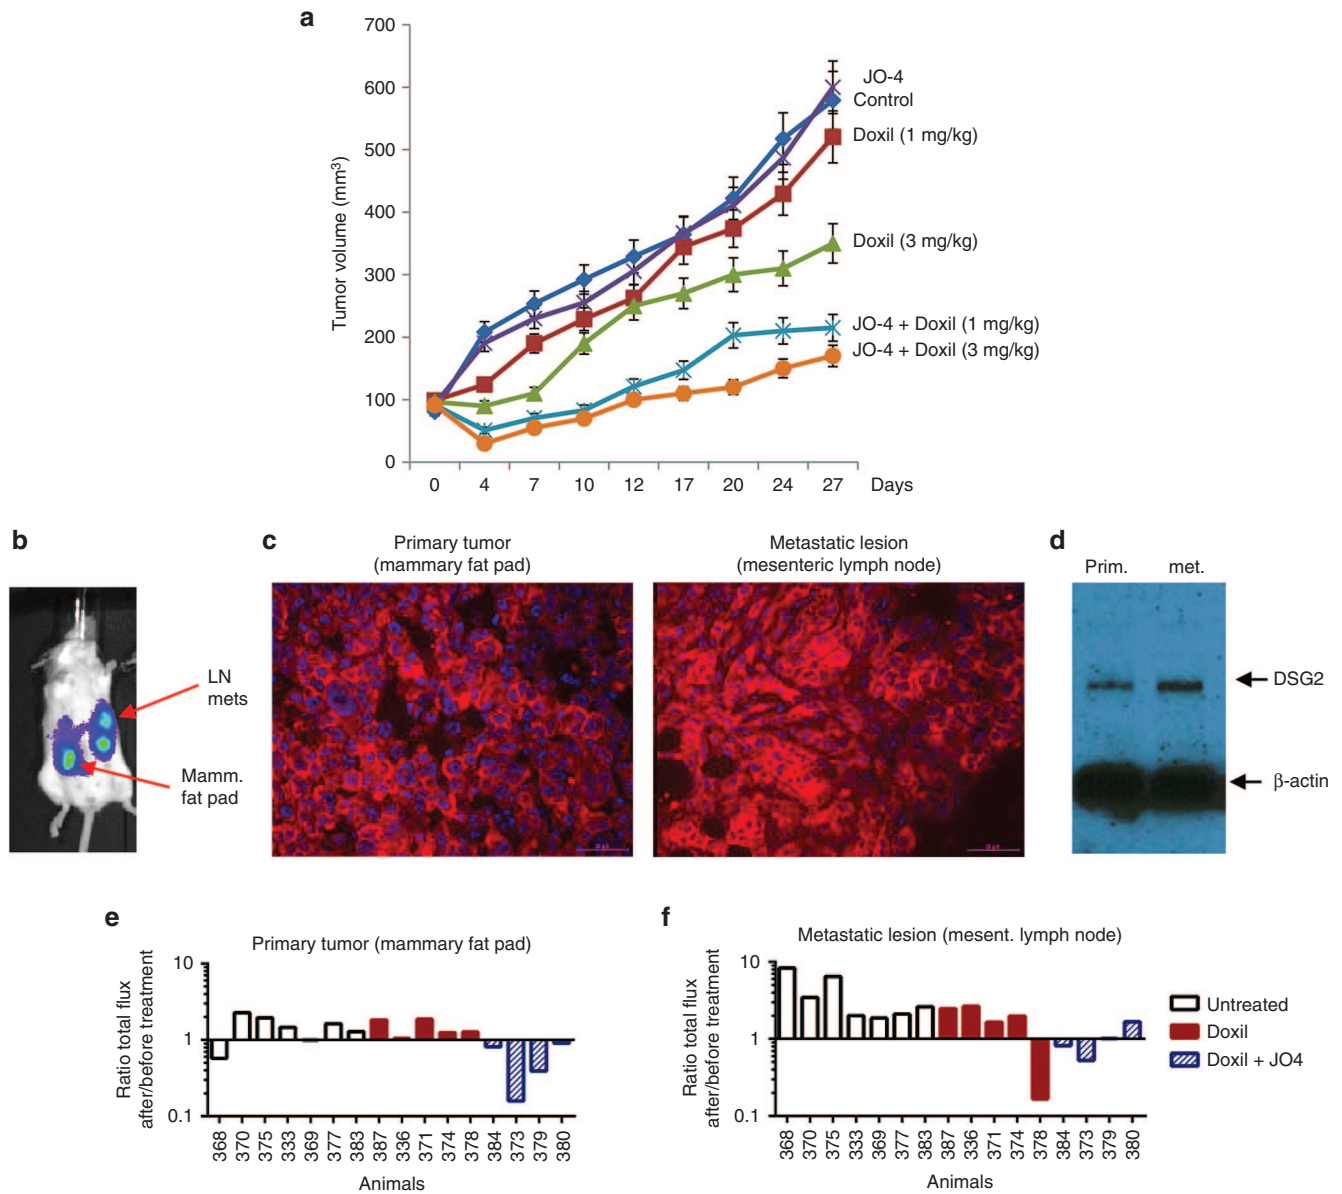 a
700
600
500
400
300
200
100
0
Tumor volume (mm³)
0 4 7 10 12 17 20 24 27 Days
JO-4
Control
Doxil (1 mg/kg)
Doxil (3 mg/kg)
JO-4 + Doxil (1 mg/kg)
JO-4 + Doxil (3 mg/kg)
b
LN
mets
Mamm.
fat pad
c
Primary tumor
(mammary fat pad)
Metastatic lesion
(mesenteric lymph node)
d
Prim. met.
DSG2
β-actin
e
Primary tumor (mammary fat pad)
Ratio total flux
after/before treatment
10
1
0.1
368 370 375 333 369 377 383 387 336 371 374 378 384 373 379 380
Animals
f
Metastatic lesion (mesent. lymph node)
Ratio total flux
after/before treatment
10
1
0.1
368 370 375 333 369 377 383 387 336 371 374 378 384 373 379 380
Animals
Untreated
Doxil
Doxil + JO4